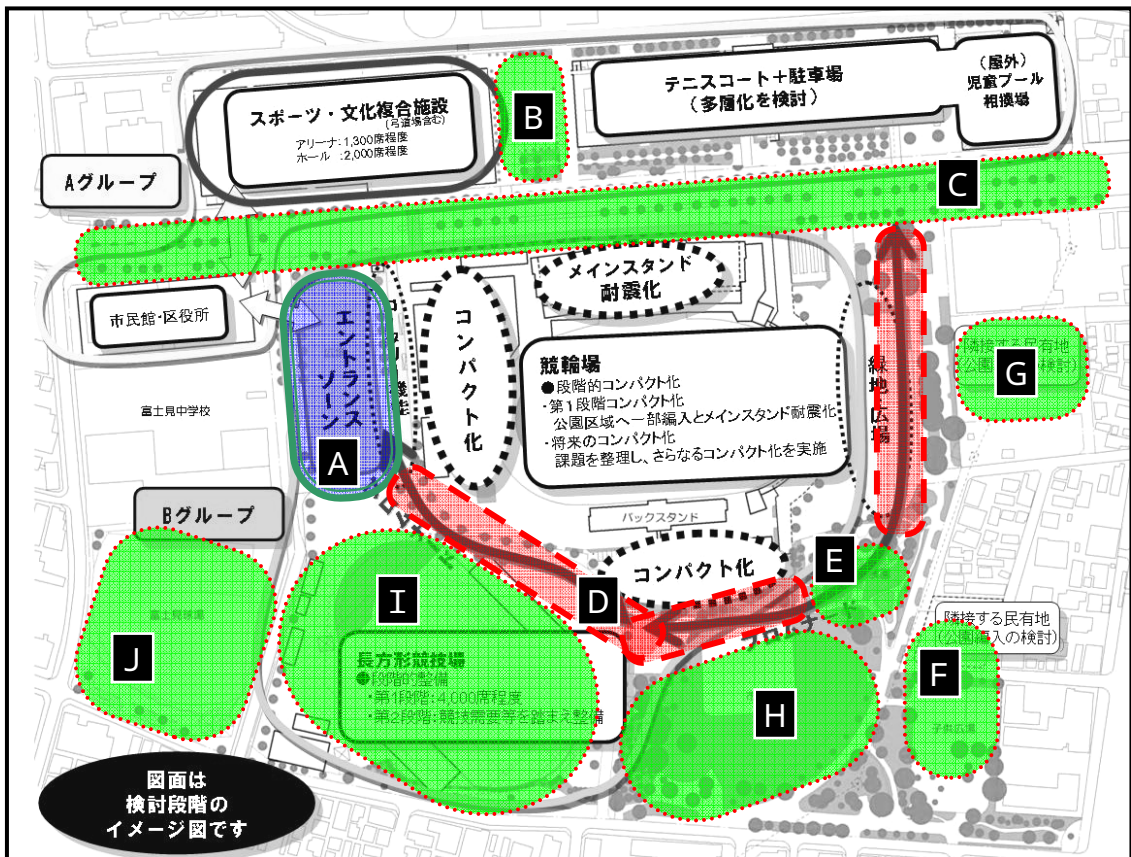 スポーツ・文化複合施設
(弓道場含む)
アリーナ:1,300席程度
ホール :2,000席程度
B
テニスコート+駐車場
(多層化を検討)
(屋外)
児童プール
相撲場
Aグループ
C
メインスタンド
耐震化
市民館・区役所
エントランス
ゾーン
A
コンパクト化
競輪場
●段階的コンパクト化
・第1段階コンパクト化
公園区域へ一部編入とメインスタンド耐震化
・将来のコンパクト化
課題を整理し、さらなるコンパクト化を実施
緑地 広場
隣接する民有地
(公園 の検討)
G
富士見中学校
Bグループ
バックスタンド
コンパクト化
E
D
I
J
隣接する民有地
(公園編入の検討)
F
長方形競技場
●段階的整備
・第1段階:4,000席程度
・第2段階:競技需要等を踏まえ整備
H
図面は
検討段階の
イメージ図です